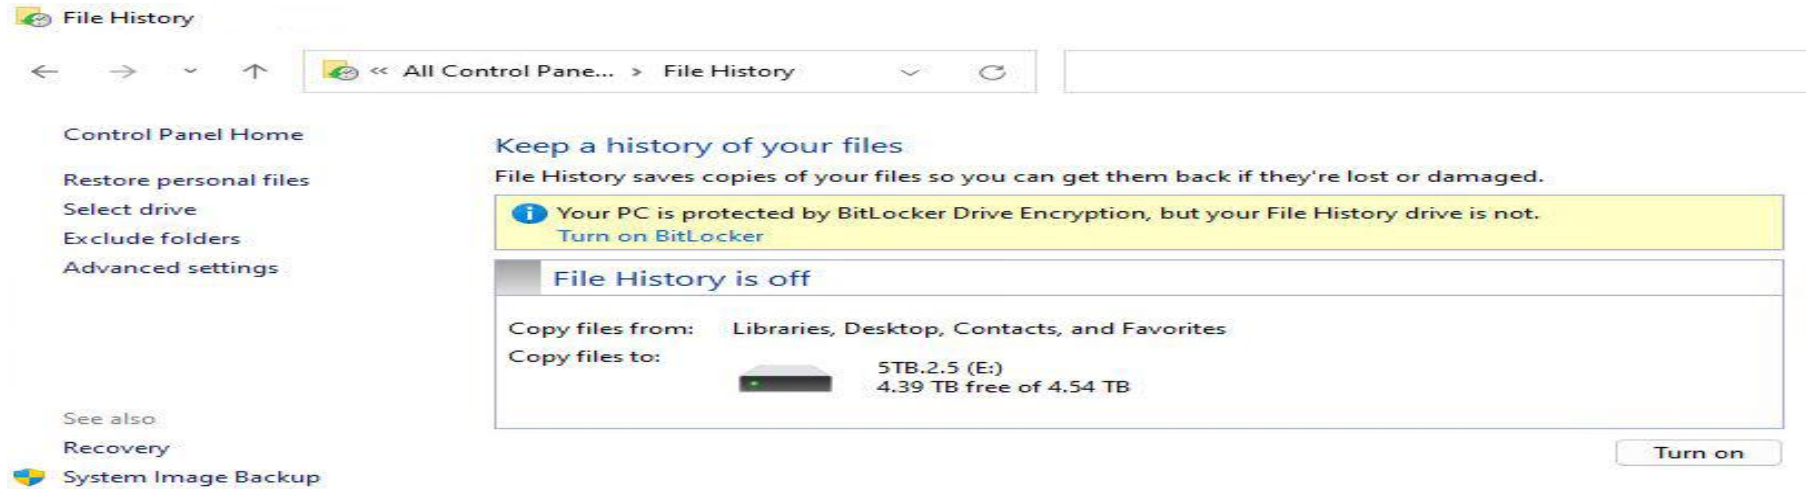 File History
« All Control Pane... > File History
Control Panel Home
Restore personal files
Select drive
Exclude folders
Advanced settings
See also
Recovery
System Image Backup
Keep a history of your files
File History saves copies of your files so you can get them back if they're lost or damaged.
Your PC is protected by BitLocker Drive Encryption, but your File History drive is not.
Turn on BitLocker
File History is off
Copy files from: Libraries, Desktop, Contacts, and Favorites
Copy files to:
5TB.2.5 (E:)
4.39 TB free of 4.54 TB
Turn on